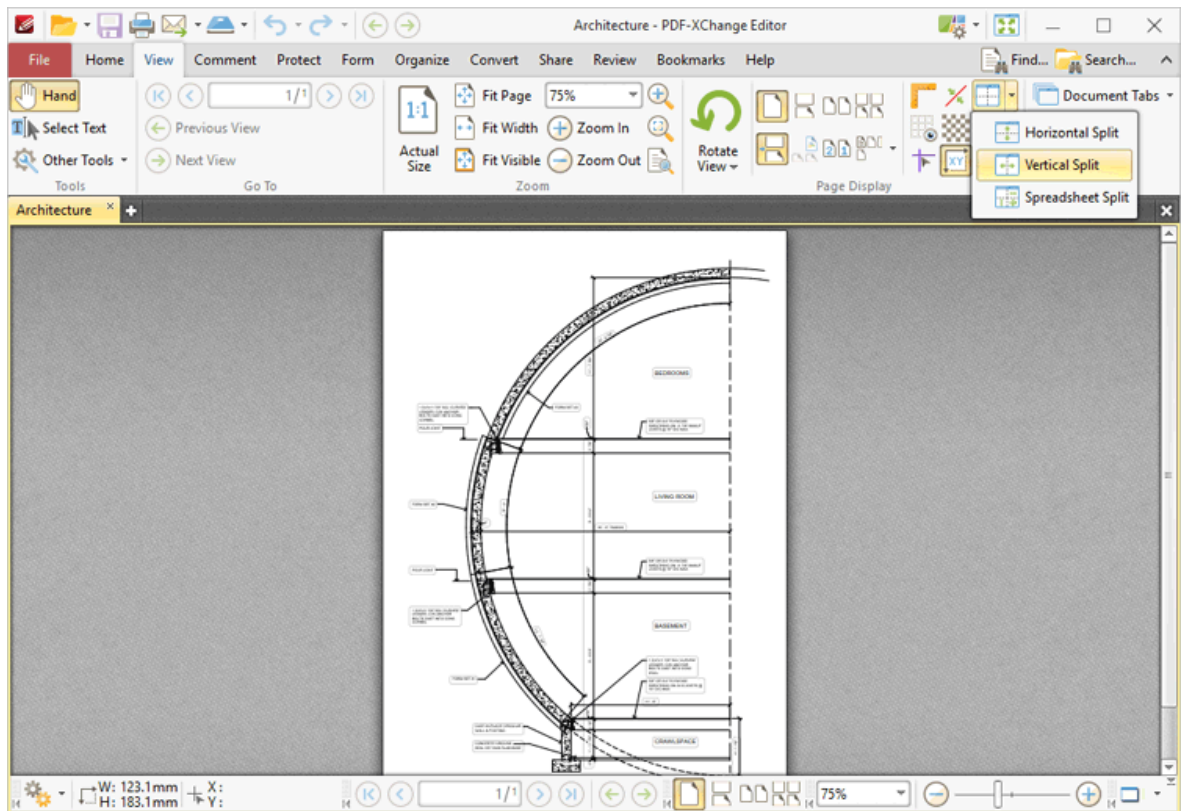 Architecture - PDF-XChange Editor
File Home View Comment Protect Form Organize Convert Share Review Bookmarks Help Find... Search...
Hand
Select Text
Other Tools
Tools
1/1
Previous View
Next View
Go To
1:1
Actual Size
Fit Page
Fit Width
Fit Visible
75%
Zoom In
Zoom Out
Zoom
Rotate View
Page Display
XY
Document Tabs
Horizontal Split
Vertical Split
Spreadsheet Split
Architecture
BEDROOMS
LIVING ROOM
BASEMENT
CRAWLSPACE
W: 123.1mm
H: 183.1mm
X:
Y:
1/1
75%